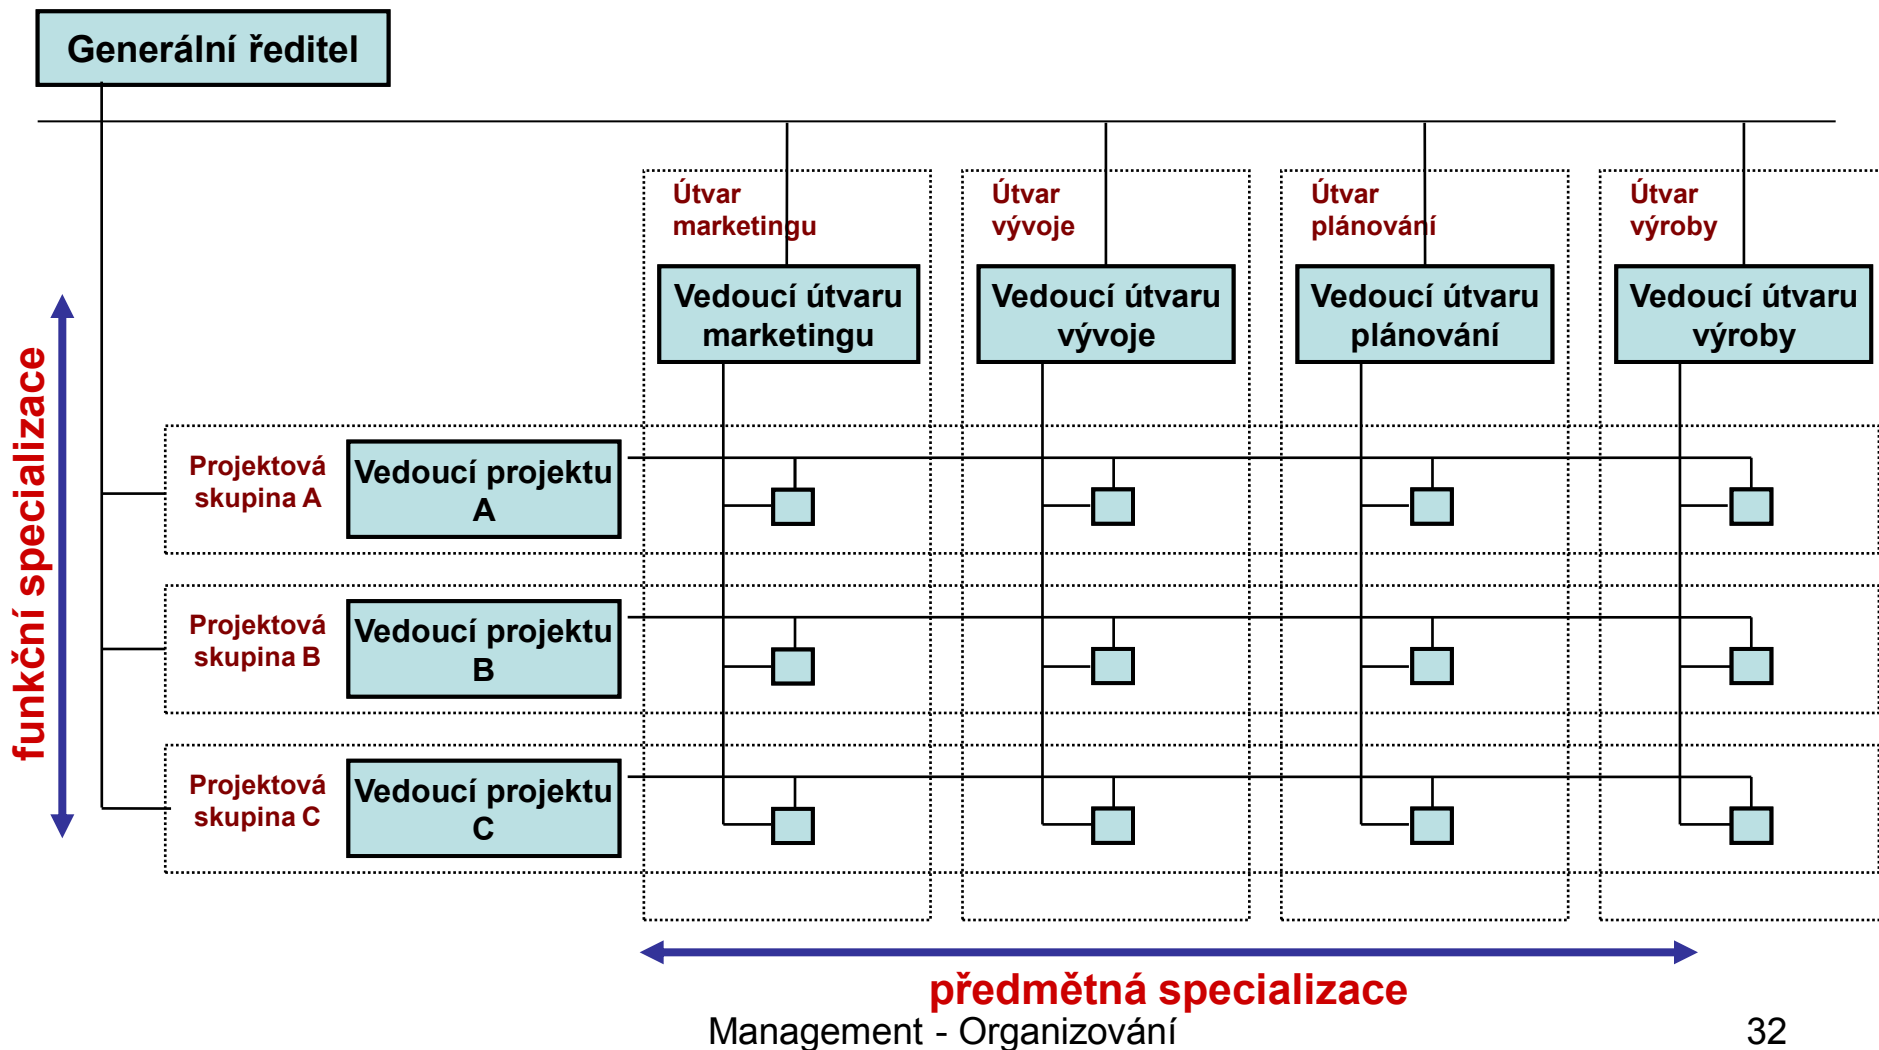 Generální ředitel
Útvar
marketingu
Útvar
vývoje
Útvar
plánování
Útvar
výroby
Vedoucí útvaru
marketingu
Vedoucí útvaru
vývoje
Vedoucí útvaru
plánování
Vedoucí útvaru
výroby
funkční specializace
Projektová
skupina A
Vedoucí projektu
A
Projektová
skupina B
Vedoucí projektu
B
Projektová
skupina C
Vedoucí projektu
C
předmětná specializace
Management - Organizování
32